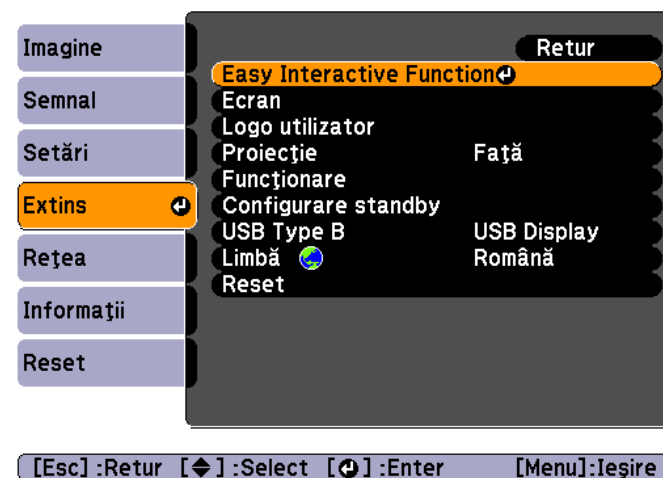 Imagine
Semnal
Setări
Extins
Reţea
Informaţii
Reset
Retur
Easy Interactive Function
Ecran
Logo utilizator
Proiecţie Faţă
Funcţionare
Configurare standby
USB Type B USB Display
Limbă Română
Reset
[Esc] :Retur [◆] :Select [⏎] :Enter [Menu]:Ieşire